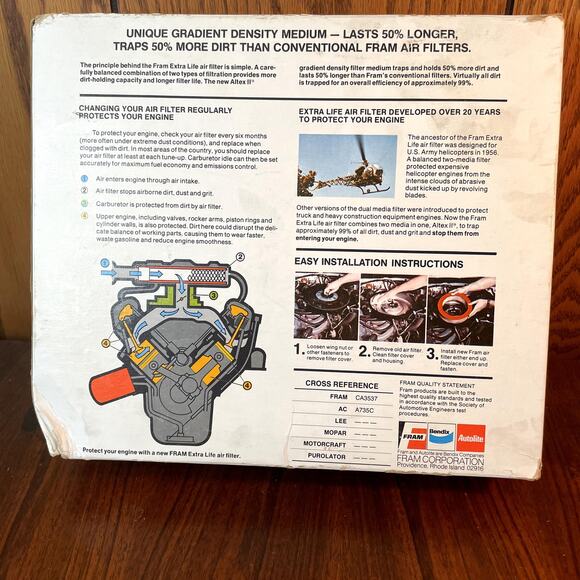 UNIQUE GRADIENT DENSITY MEDIUM — LASTS 50% LONGER,
TRAPS 50% MORE DIRT THAN CONVENTIONAL FRAM AIR FILTERS.
The principle behind the Fram Extra Life air filter is simple. A care-
fully balanced combination of two types of filtration provides more
dirt-holding capacity and longer filter life. The new Altex II®
gradient density filter medium traps and holds 50% more dirt and
lasts 50% longer than Fram's conventional filters. Virtually all dirt
is trapped for an overall efficiency of approximately 99%.
CHANGING YOUR AIR FILTER REGULARLY
PROTECTS YOUR ENGINE
To protect your engine, check your air filter every six months
(more often under extreme dust conditions), and replace when
clogged with dirt. In most areas of the country, you should replace
your air filter at least at each tune-up. Carburetor idle can then be set
accurately for maximum fuel economy and emissions control.
1 Air enters engine through air intake.
2 Air filter stops airborne dirt, dust and grit.
3 Carburetor is protected from dirt by air filter.
4 Upper engine, including valves, rocker arms, piston rings and
cylinder walls, is also protected. Dirt here could disrupt the deli-
cate balance of working parts, causing them to wear faster,
waste gasoline and reduce engine smoothness.
1
2
3
4
4
4
4
Protect your engine with a new FRAM Extra Life air filter.
EXTRA LIFE AIR FILTER DEVELOPED OVER 20 YEARS
TO PROTECT YOUR ENGINE
The ancestor of the Fram Extra
Life air filter was designed for
U.S. Army helicopters in 1956.
A balanced two-media filter
protected expensive
helicopter engines from the
intense clouds of abrasive
dust kicked up by revolving
blades.
Other versions of the dual media filter were introduced to protect
truck and heavy construction equipment engines. Now the Fram
Extra Life air filter combines two media in one, Altex II®, to trap
approximately 99% of all dirt, dust and grit and stop them from
entering your engine.
EASY INSTALLATION INSTRUCTIONS
1. Loosen wing nut or
other fasteners to
remove filter cover.
2. Remove old air filter.
Clean filter cover
and housing.
3. Install new Fram air
filter either end up.
Replace cover and
fasten.
CROSS REFERENCE
FRAM CA3537
AC A735C
LEE — — —
MOPAR — — —
MOTORCRAFT — — —
PUROLATOR — — —
FRAM QUALITY STATEMENT
Fram products are built to the
highest quality standards and tested
in accordance with the Society of
Automotive Engineers test
procedures.
FRAM
Bendix
Autolite
Fram and Autolite are Bendix Companies
FRAM CORPORATION
Providence, Rhode Island 02916